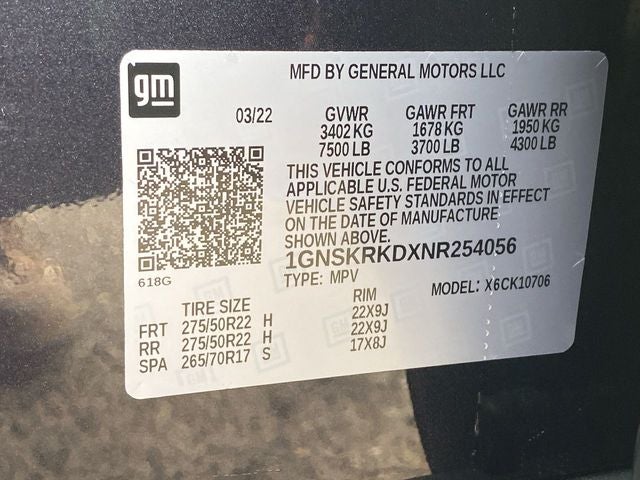 gm
MFD BY GENERAL MOTORS LLC
03/22 GVWR GAWR FRT GAWR RR
3402 KG 1678 KG 1950 KG
7500 LB 3700 LB 4300 LB
THIS VEHICLE CONFORMS TO ALL
APPLICABLE U.S. FEDERAL MOTOR
VEHICLE SAFETY STANDARDS IN EFFECT
ON THE DATE OF MANUFACTURE
SHOWN ABOVE.
1GNSKRKDXNR254056
618G
TYPE: MPV MODEL: X6CK10706
TIRE SIZE RIM
FRT 275/50R22 H 22X9J
RR 275/50R22 H 22X9J
SPA 265/70R17 S 17X8J